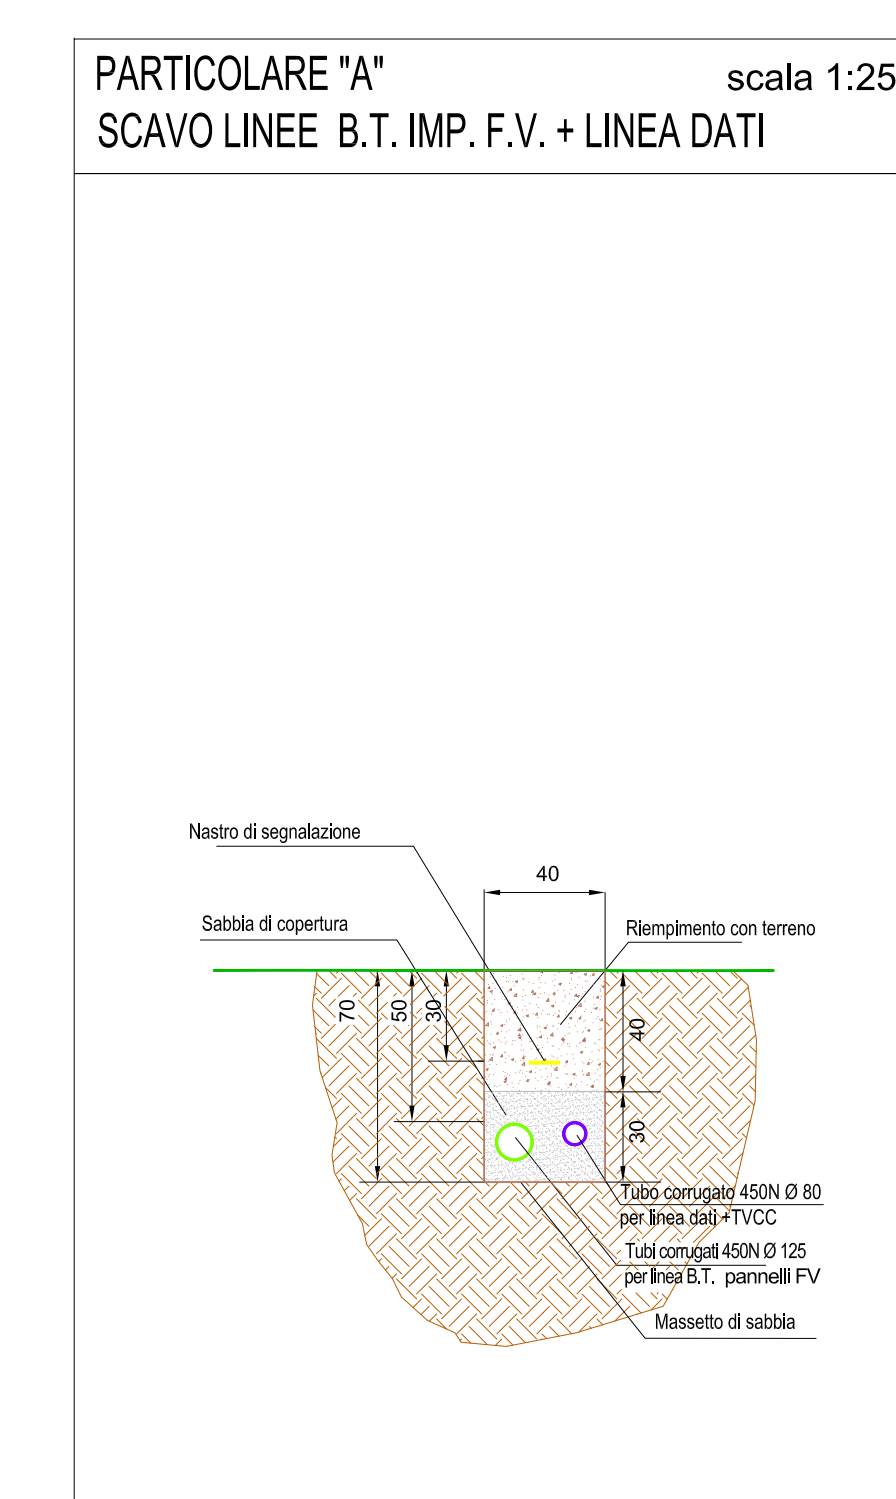 PARTICOLARE "A" scala 1:25
SCAVO LINEE B.T. IMP. F.V. + LINEA DATI
Nastro di segnalazione
40
Sabbia di copertura
Riempimento con terreno
70
50
30
40
30
Tubo corrugato 450N Ø 80
per linea dati +TVCC
Tubi corrugati 450N Ø 125
per linea B.T. pannelli FV
Massetto di sabbia